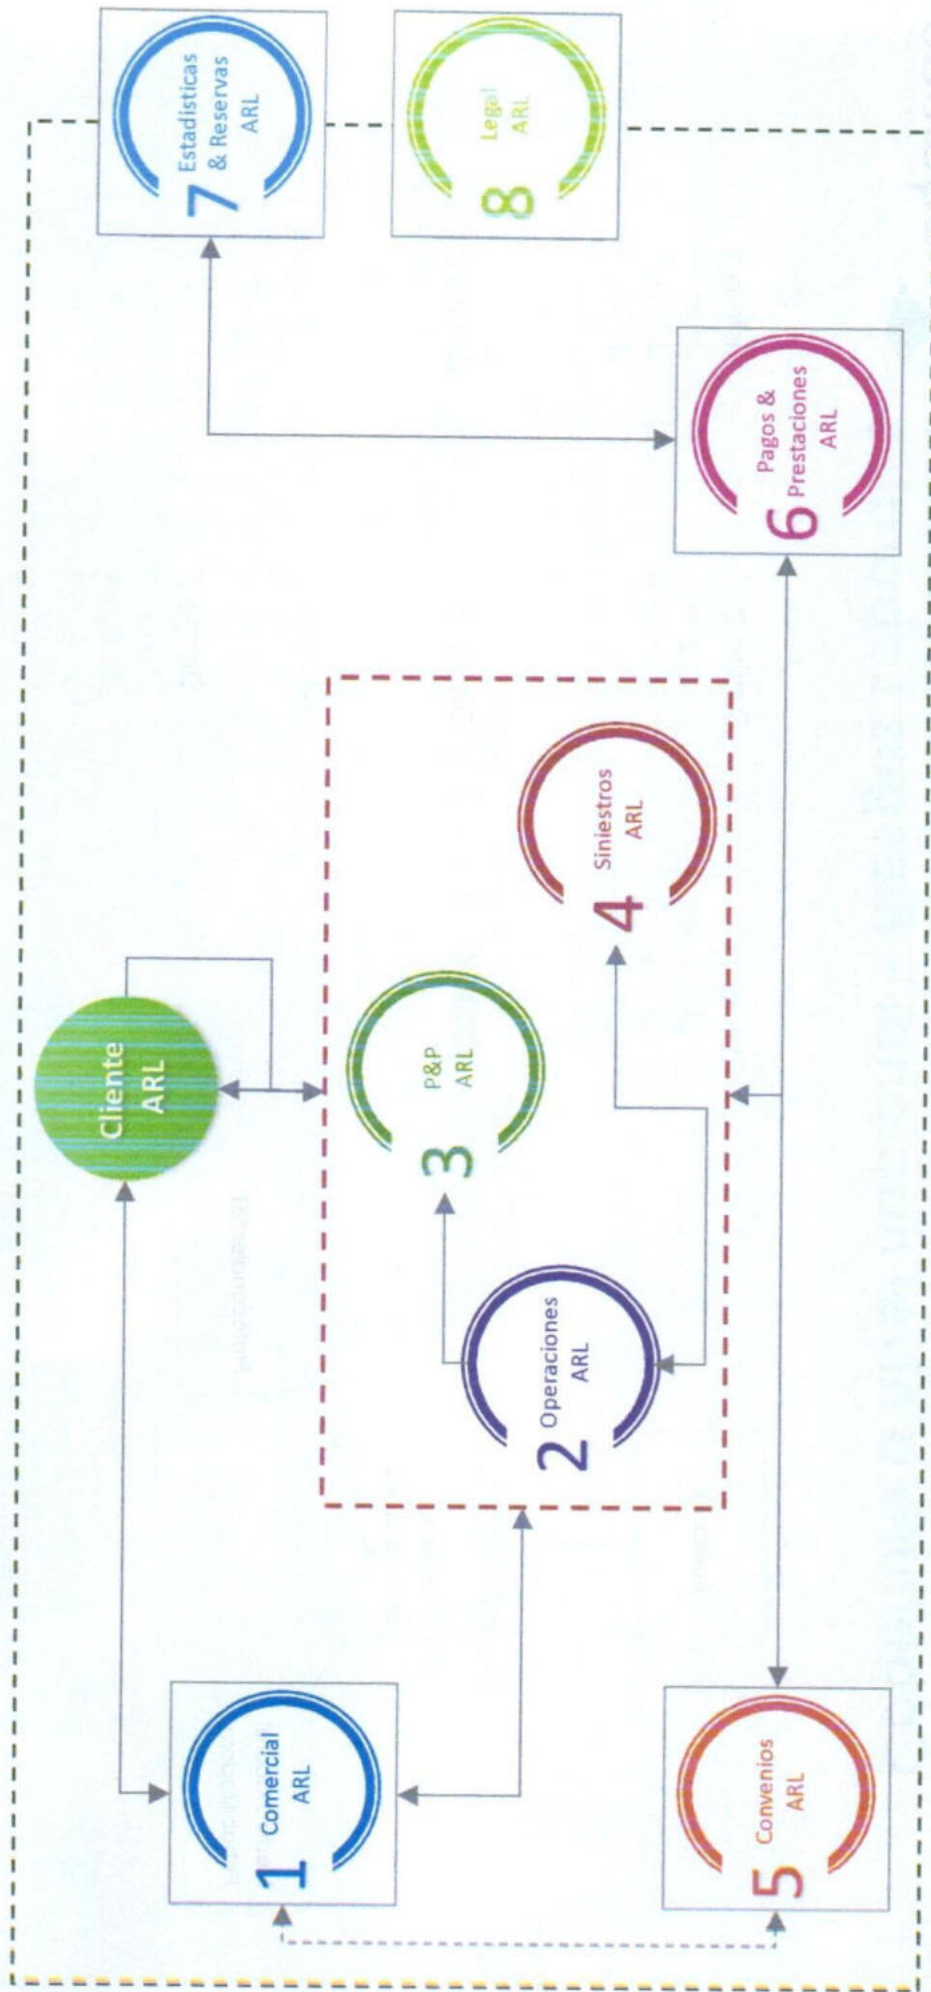 Cliente
ARL
1
Comercial
ARL
2
Operaciones
ARL
3
P&P
ARL
4
Siniestros
ARL
5
Convenios
ARL
6
Pagos &
Prestaciones
ARL
7
Estadísticas
& Reservas
ARL
8
Legal
ARL